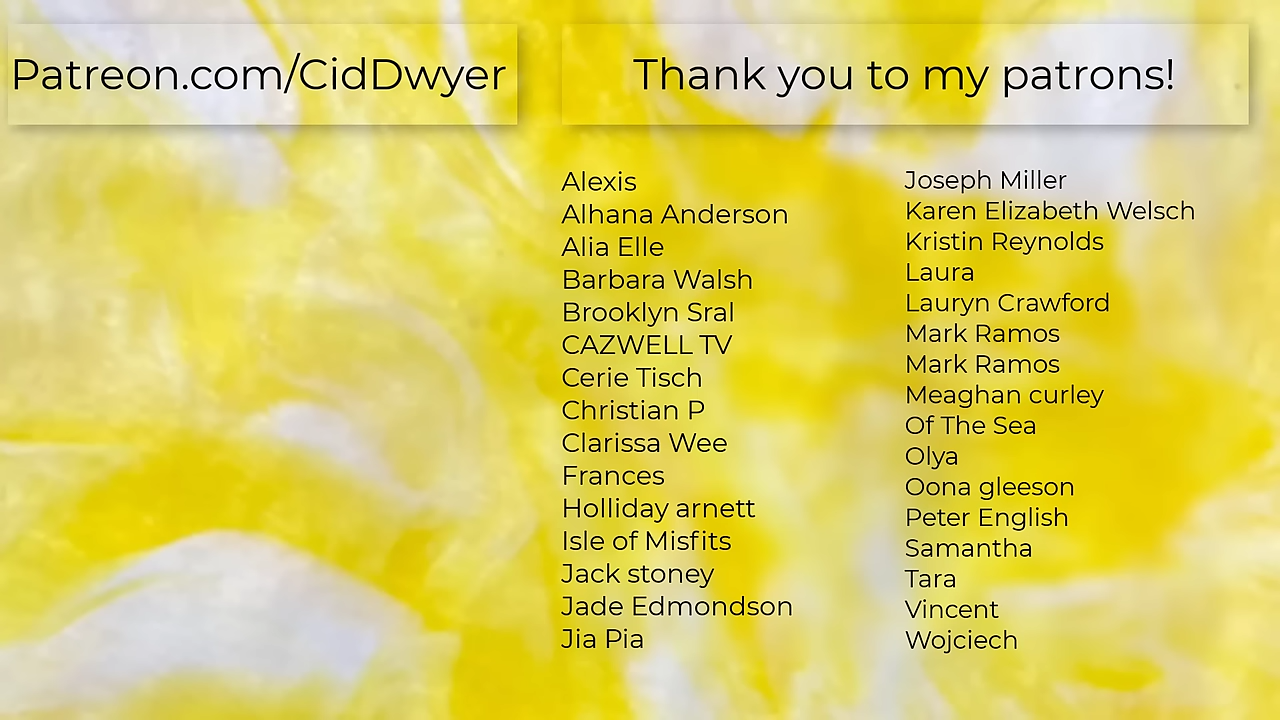 Patreon.com/CidDwyer
Thank you to my patrons!
Alexis
Alhana Anderson
Alia Elle
Barbara Walsh
Brooklyn Sral
CAZWELL TV
Cerie Tisch
Christian P
Clarissa Wee
Frances
Holliday arnett
Isle of Misfits
Jack stoney
Jade Edmondson
Jia Pia
Joseph Miller
Karen Elizabeth Welsch
Kristin Reynolds
Laura
Lauryn Crawford
Mark Ramos
Mark Ramos
Meaghan curley
Of The Sea
Olya
Oona gleeson
Peter English
Samantha
Tara
Vincent
Wojciech